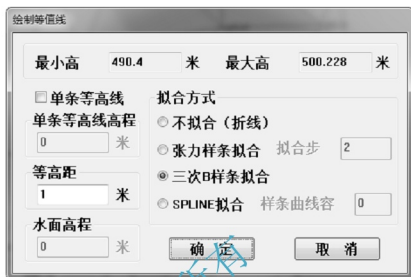 绘制等值线
最小高 490.4 米 最大高 500.228 米
单条等高线
单条等高线高程
0 米
等高距
1 米
水面高程
0 米
拟合方式
不拟合（折线）
张力样条拟合 拟合步 2
三次B样条拟合
SPLINE拟合 样条曲线容 0
确 定 取 消